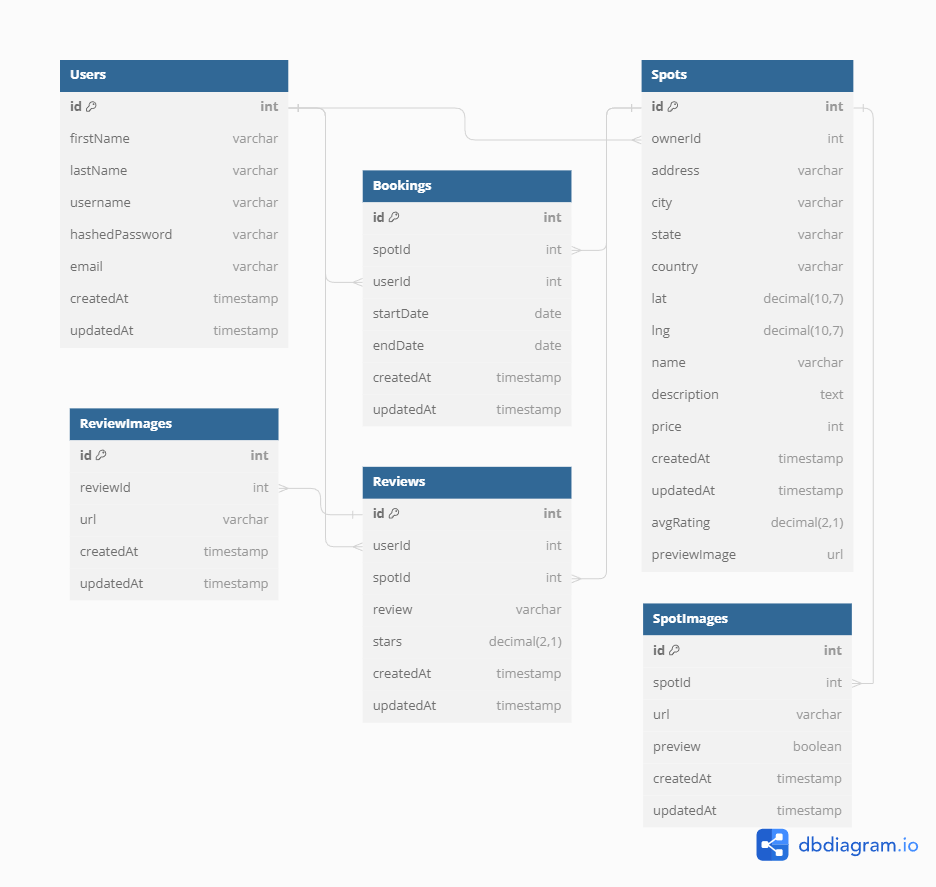 Users
id int
firstName varchar
lastName varchar
username varchar
hashedPassword varchar
email varchar
createdAt timestamp
updatedAt timestamp
Spots
id int
ownerId int
address varchar
city varchar
state varchar
country varchar
lat decimal(10,7)
lng decimal(10,7)
name varchar
description text
price int
createdAt timestamp
updatedAt timestamp
avgRating decimal(2,1)
previewImage url
Bookings
id int
spotId int
userId int
startDate date
endDate date
createdAt timestamp
updatedAt timestamp
ReviewImages
id int
reviewId int
url varchar
createdAt timestamp
updatedAt timestamp
Reviews
id int
userId int
spotId int
review varchar
stars decimal(2,1)
createdAt timestamp
updatedAt timestamp
SpotImages
id int
spotId int
url varchar
preview boolean
createdAt timestamp
updatedAt timestamp
dbdiagram.io